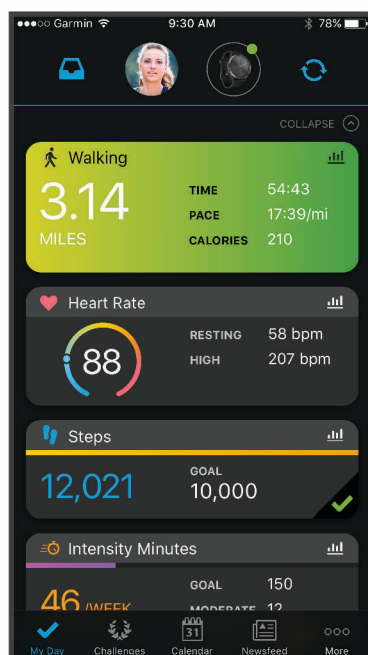 Garmin 9:30 AM 78%
COLLAPSE
Walking
3.14
MILES
TIME 54:43
PACE 17:39/mi
CALORIES 210
Heart Rate
88
RESTING 58 bpm
HIGH 207 bpm
Steps
12,021
GOAL
10,000
Intensity Minutes
46 /WEEK
GOAL 150
MODERATE 12
31
My Day Challenges Calendar Newsfeed More